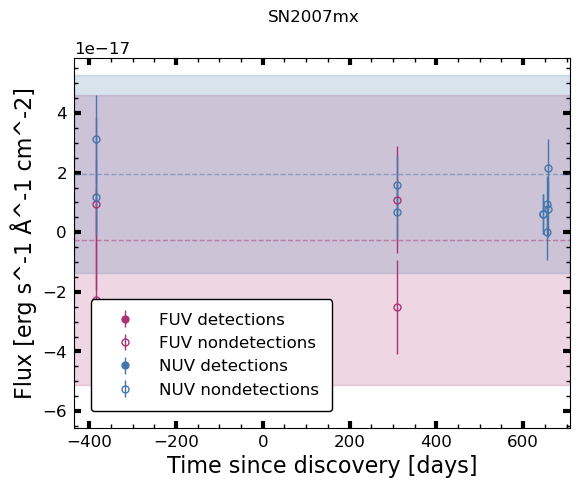 SN2007mx
1e−17
Flux [erg s^-1 Å^-1 cm^-2]
4
2
0
−2
−4
−6
FUV detections
FUV nondetections
NUV detections
NUV nondetections
−400 −200 0 200 400 600
Time since discovery [days]